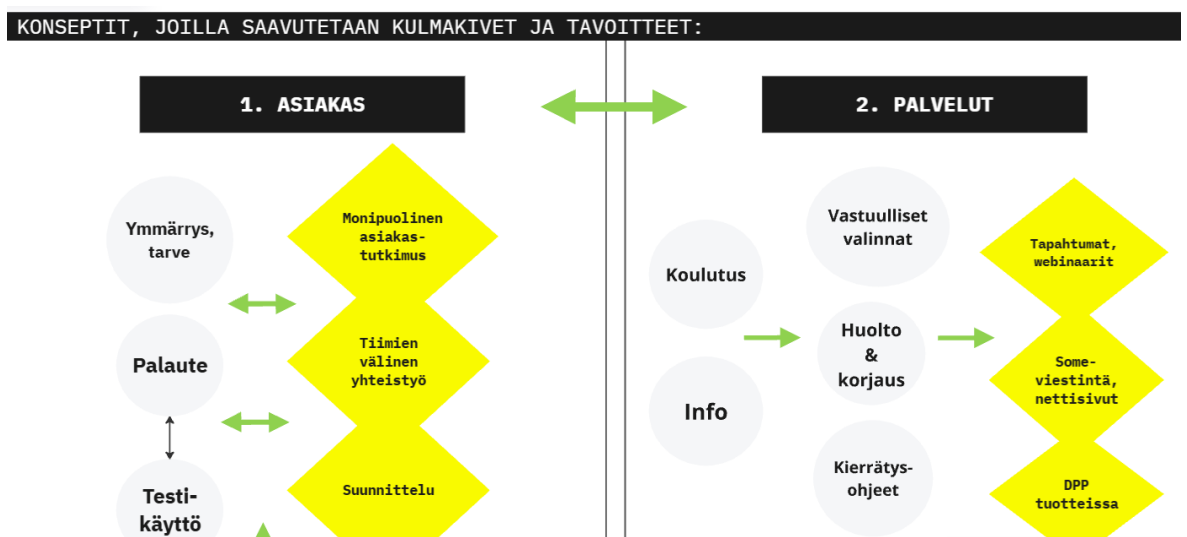 KONSEPTIT, JOILLA SAAVUTETAAN KULMAKIVET JA TAVOITTEET:
1. ASIAKAS
Ymmärrys,
tarve
Palaute
Testi-
käyttö
Monipuolinen
asiakas-
tutkimus
Tiimien
välinen
yhteistyö
Suunnittelu
2. PALVELUT
Koulutus
Info
Vastuulliset
valinnat
Huolto
&
korjaus
Kierrätys-
ohjeet
Tapahtumat,
webinaarit
Some-
viestintä,
nettisivut
DPP
tuotteissa